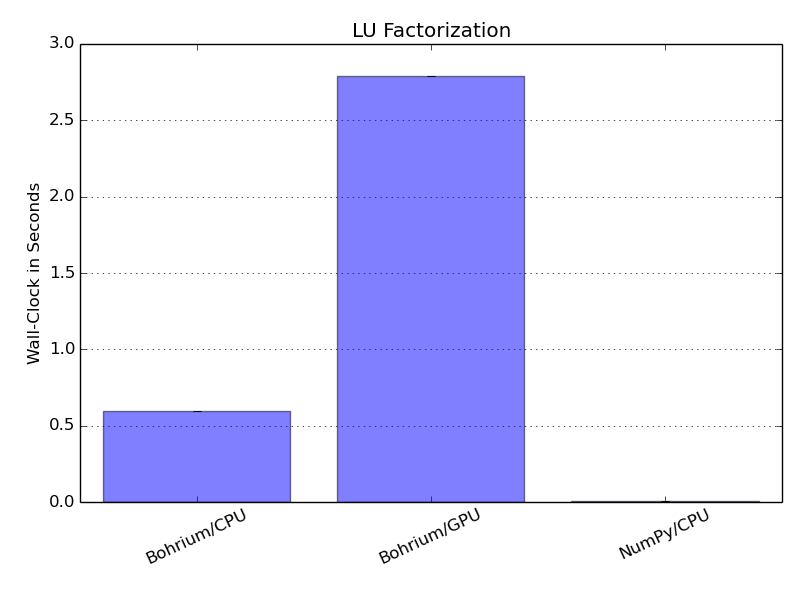 LU Factorization
3.0
2.5
2.0
1.5
1.0
0.5
0.0
Wall-Clock in Seconds
Bohrium/CPU
Bohrium/GPU
NumPy/CPU